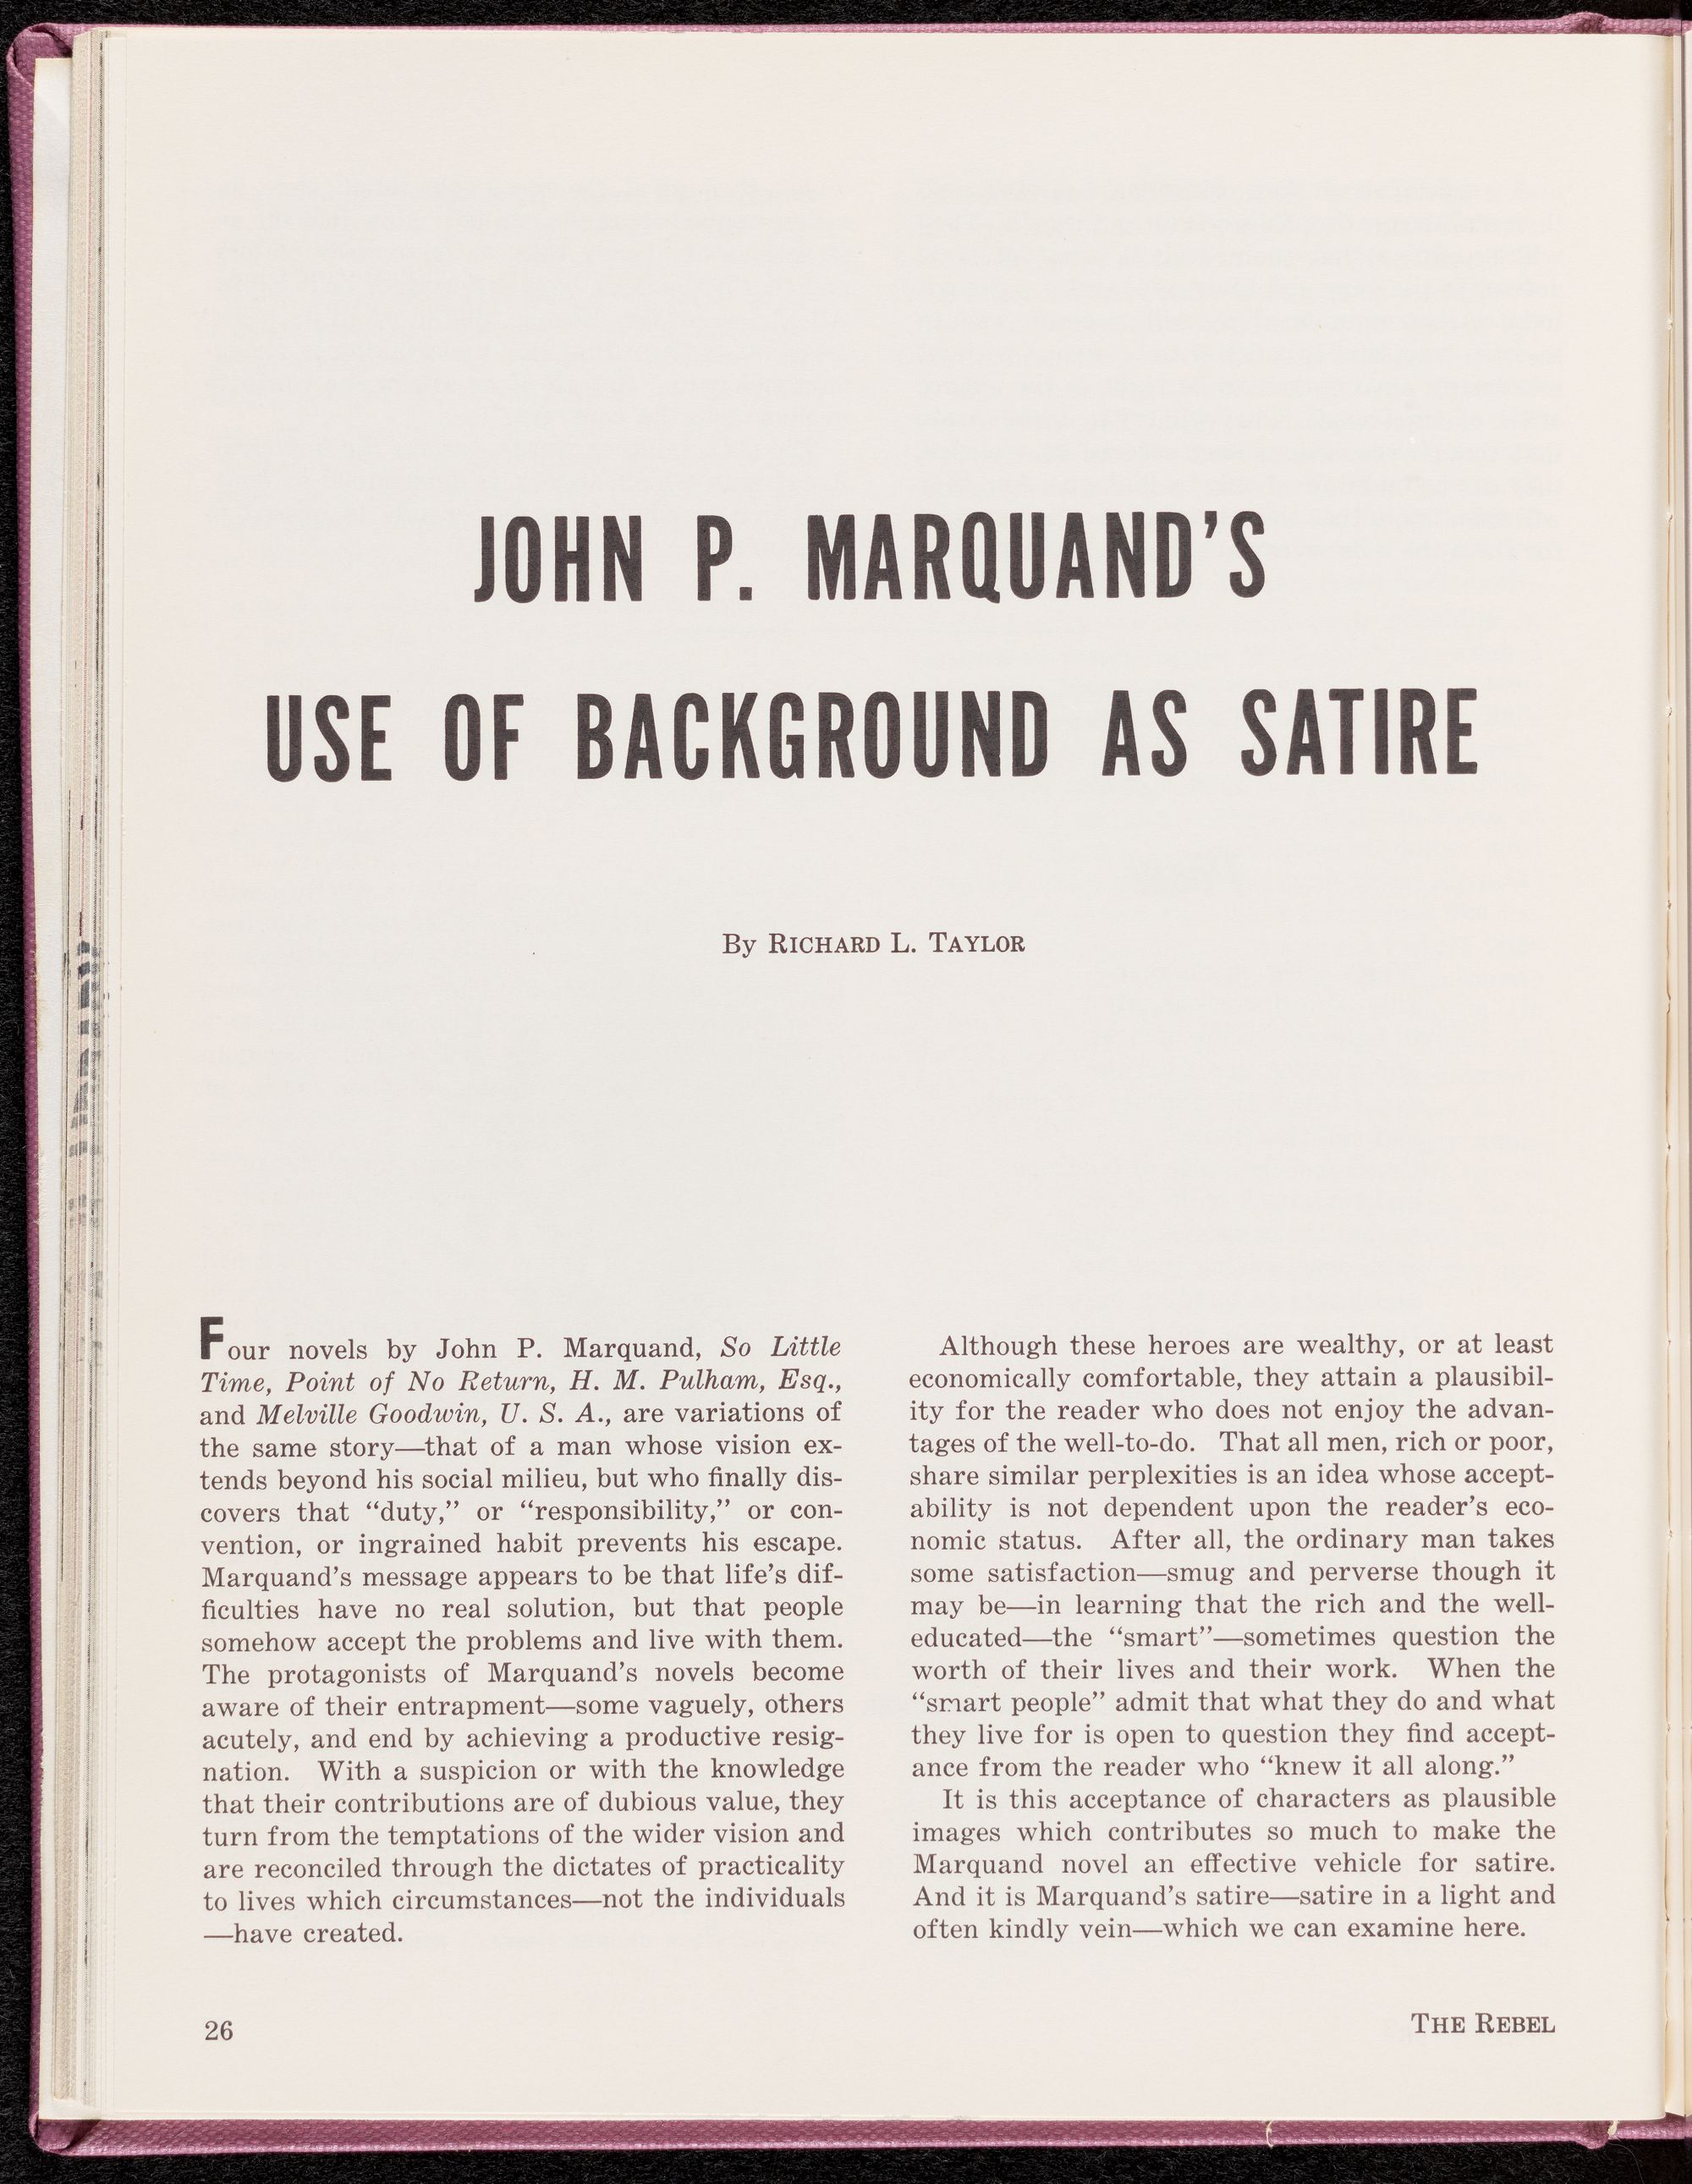 JOHN P. MARQUAND'S
USE OF BACKGROUND AS SATIRE
By RICHARD L. TAYLOR
Four novels by John P. Marquand, So Little
Time, Point of No Return, H. M. Pulham, Esq.,
and Melville Goodwin, U. S. A., are variations of
the same story—that of a man whose vision ex-
tends beyond his social milieu, but who finally dis-
covers that “duty,” or “responsibility,” or con-
vention, or ingrained habit prevents his escape.
Marquand's message appears to be that life's dif-
ficulties have no real solution, but that people
somehow accept the problems and live with them.
The protagonists of Marquand's novels become
aware of their entrapment—some vaguely, others
acutely, and end by achieving a productive resig-
nation. With a suspicion or with the knowledge
that their contributions are of dubious value, they
turn from the temptations of the wider vision and
are reconciled through the dictates of practicality
to lives which circumstances—not the individuals
—have created.
Although these heroes are wealthy, or at least
economically comfortable, they attain a plausibil-
ity for the reader who does not enjoy the advan-
tages of the well-to-do. That all men, rich or poor,
share similar perplexities is an idea whose accept-
ability is not dependent upon the reader's eco-
nomic status. After all, the ordinary man takes
some satisfaction—smug and perverse though it
may be—in learning that the rich and the well-
educated—the “smart”—sometimes question the
worth of their lives and their work. When the
“smart people” admit that what they do and what
they live for is open to question they find accept-
ance from the reader who “knew it all along.”
It is this acceptance of characters as plausible
images which contributes so much to make the
Marquand novel an effective vehicle for satire.
And it is Marquand's satire—satire in a light and
often kindly vein—which we can examine here.
26
THE REBEL